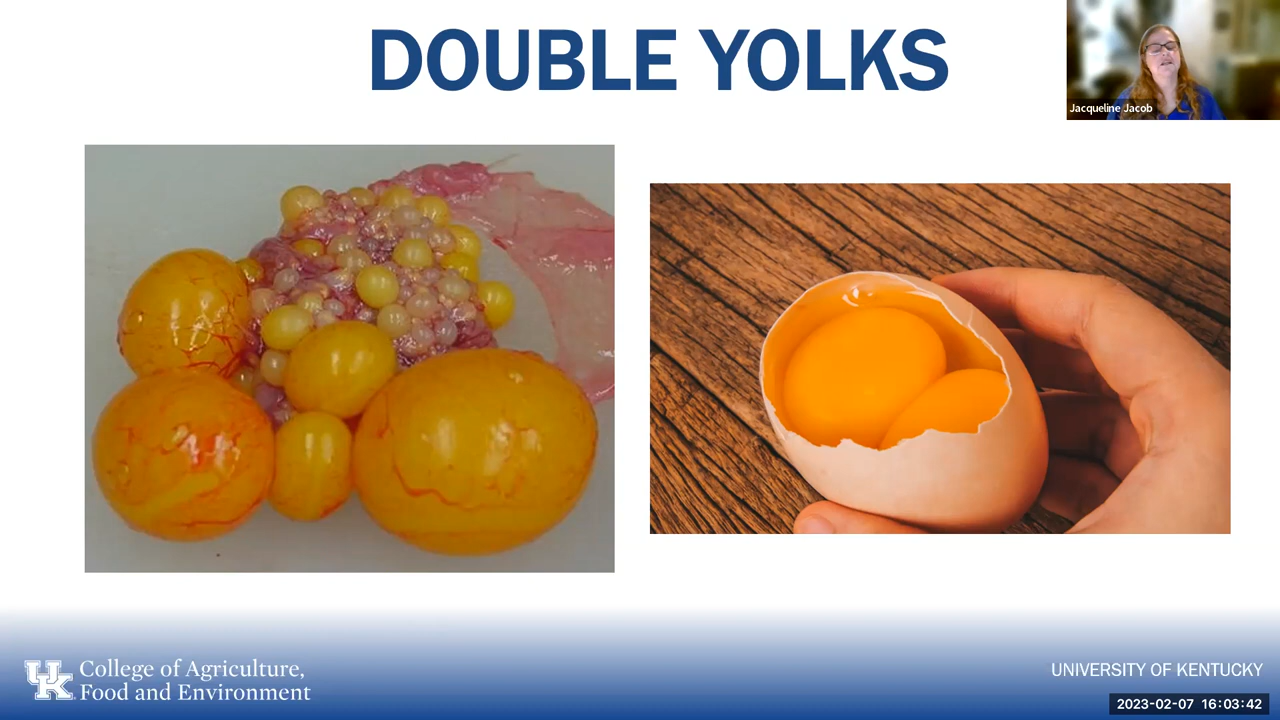 DOUBLE YOLKS
Jacqueline Jacob
UK
College of Agriculture,
Food and Environment
UNIVERSITY OF KENTUCKY
2023-02-07 16:03:42